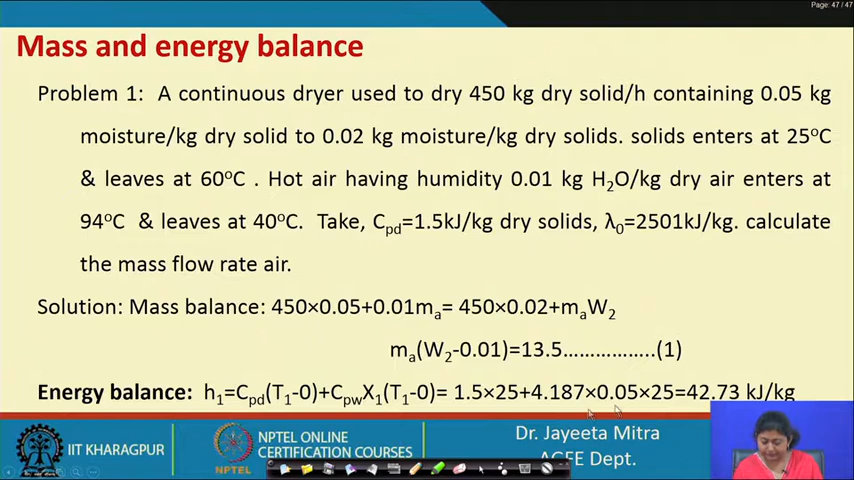 Page: 47 / 47
Mass and energy balance
Problem 1: A continuous dryer used to dry 450 kg dry solid/h containing 0.05 kg
moisture/kg dry solid to 0.02 kg moisture/kg dry solids. solids enters at 25°C
& leaves at 60°C . Hot air having humidity 0.01 kg H₂O/kg dry air enters at
94°C & leaves at 40°C. Take, Cpd=1.5kJ/kg dry solids, λ₀=2501kJ/kg. calculate
the mass flow rate air.
Solution: Mass balance: 450×0.05+0.01mₐ= 450×0.02+mₐW₂
mₐ(W₂-0.01)=13.5……………..(1)
Energy balance: h₁=Cpd(T₁-0)+CpwX₁(T₁-0)= 1.5×25+4.187×0.05×25=42.73 kJ/kg
IIT KHARAGPUR
NPTEL
NPTEL ONLINE
CERTIFICATION COURSES
Dr. Jayeeta Mitra
AGFE Dept.